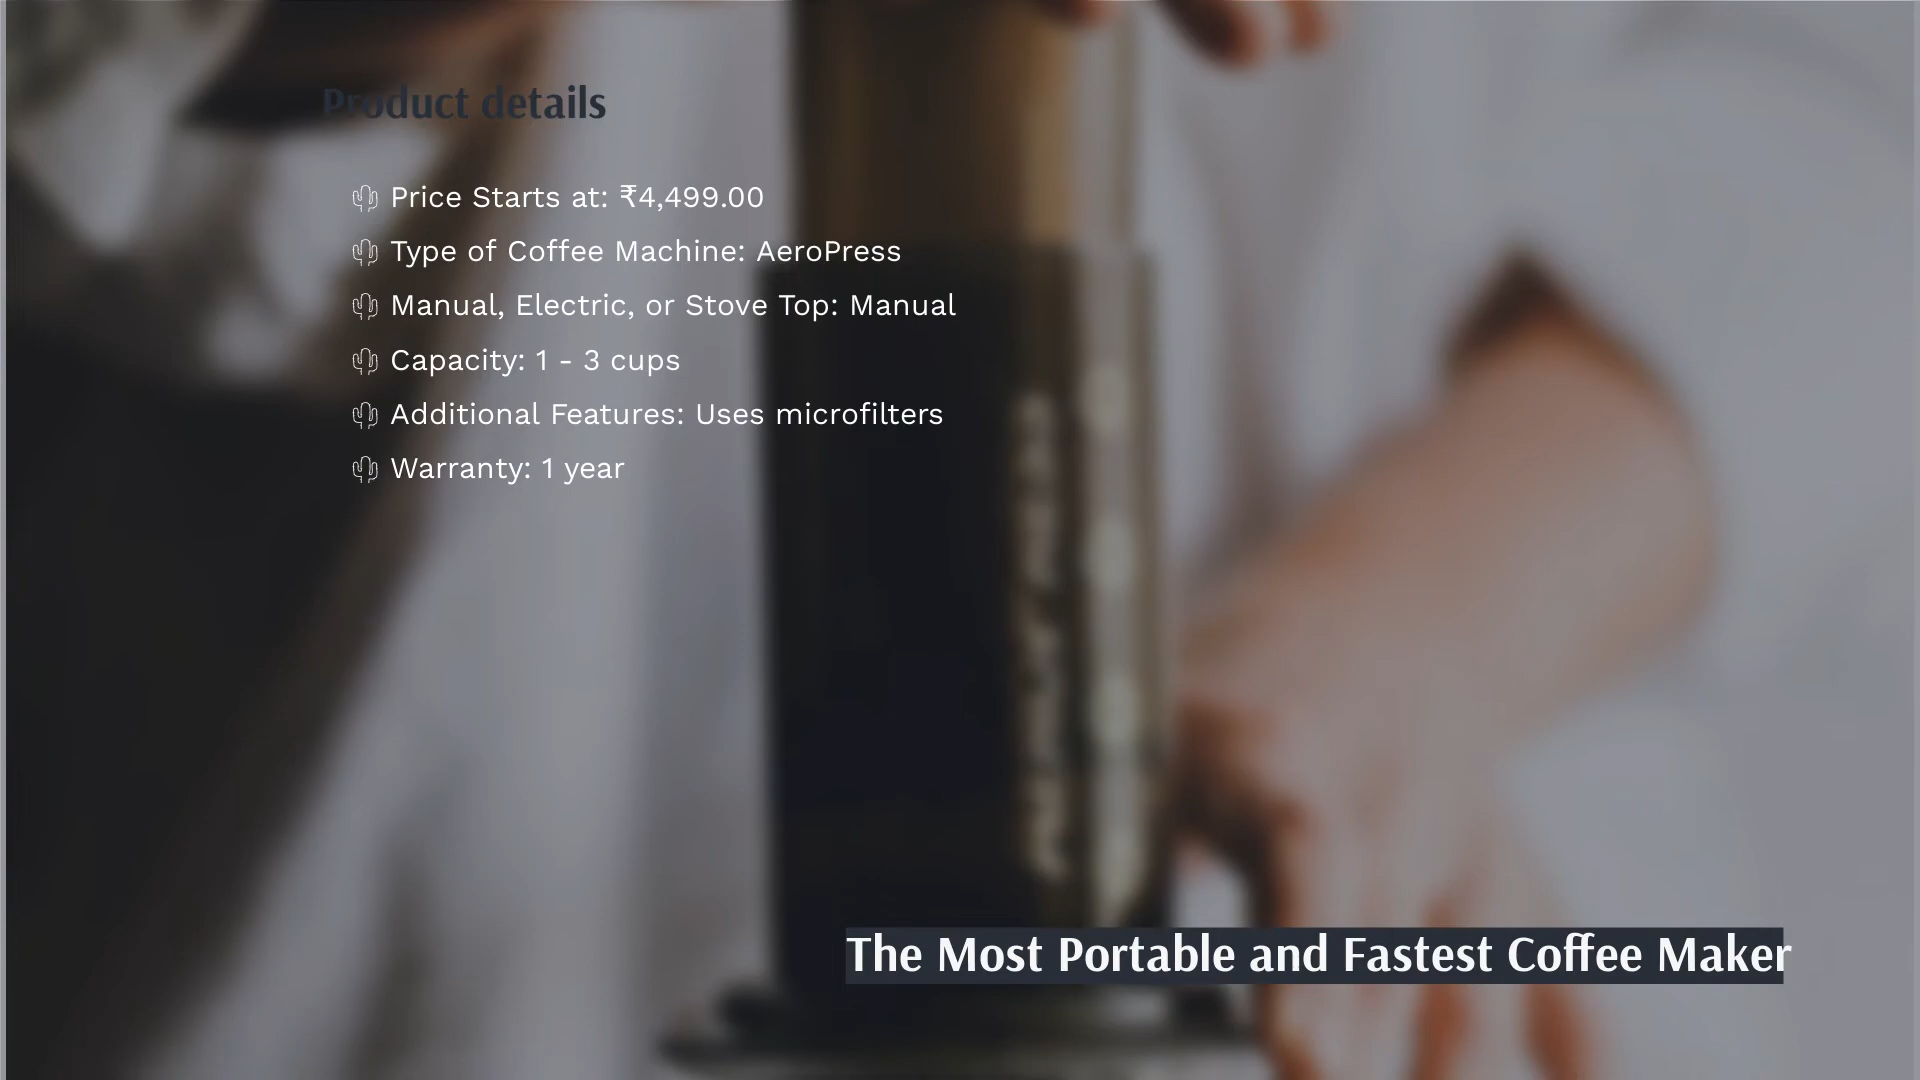 Product details
Price Starts at: ₹4,499.00
Type of Coffee Machine: AeroPress
Manual, Electric, or Stove Top: Manual
Capacity: 1 - 3 cups
Additional Features: Uses microfilters
Warranty: 1 year
The Most Portable and Fastest Coffee Maker